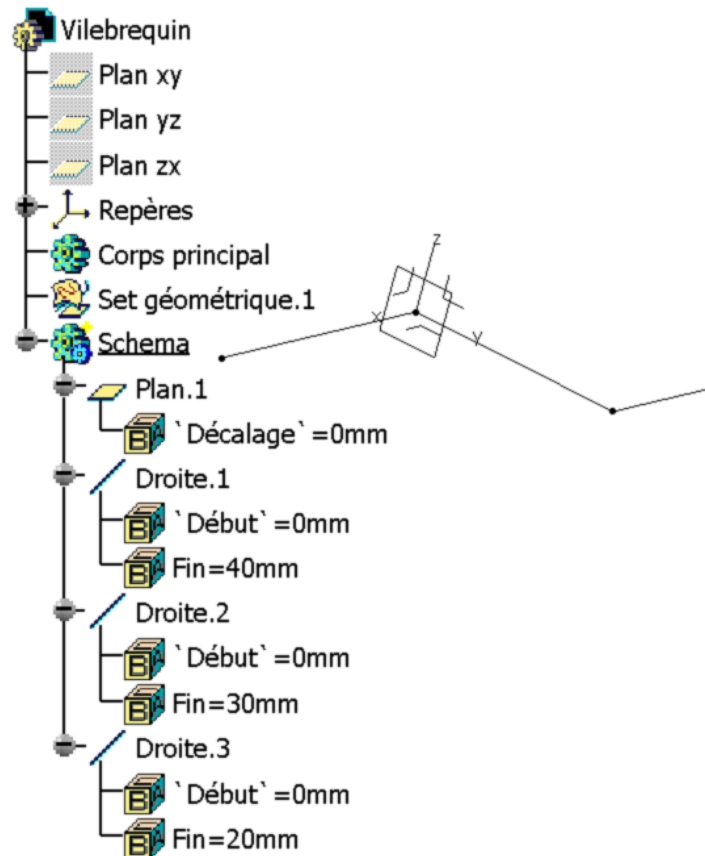 Vilebrequin
Plan xy
Plan yz
Plan zx
Repères
Corps principal
Set géométrique.1
Schema
Plan.1
`Décalage`=0mm
Droite.1
`Début`=0mm
Fin=40mm
Droite.2
`Début`=0mm
Fin=30mm
Droite.3
`Début`=0mm
Fin=20mm
z
x
y